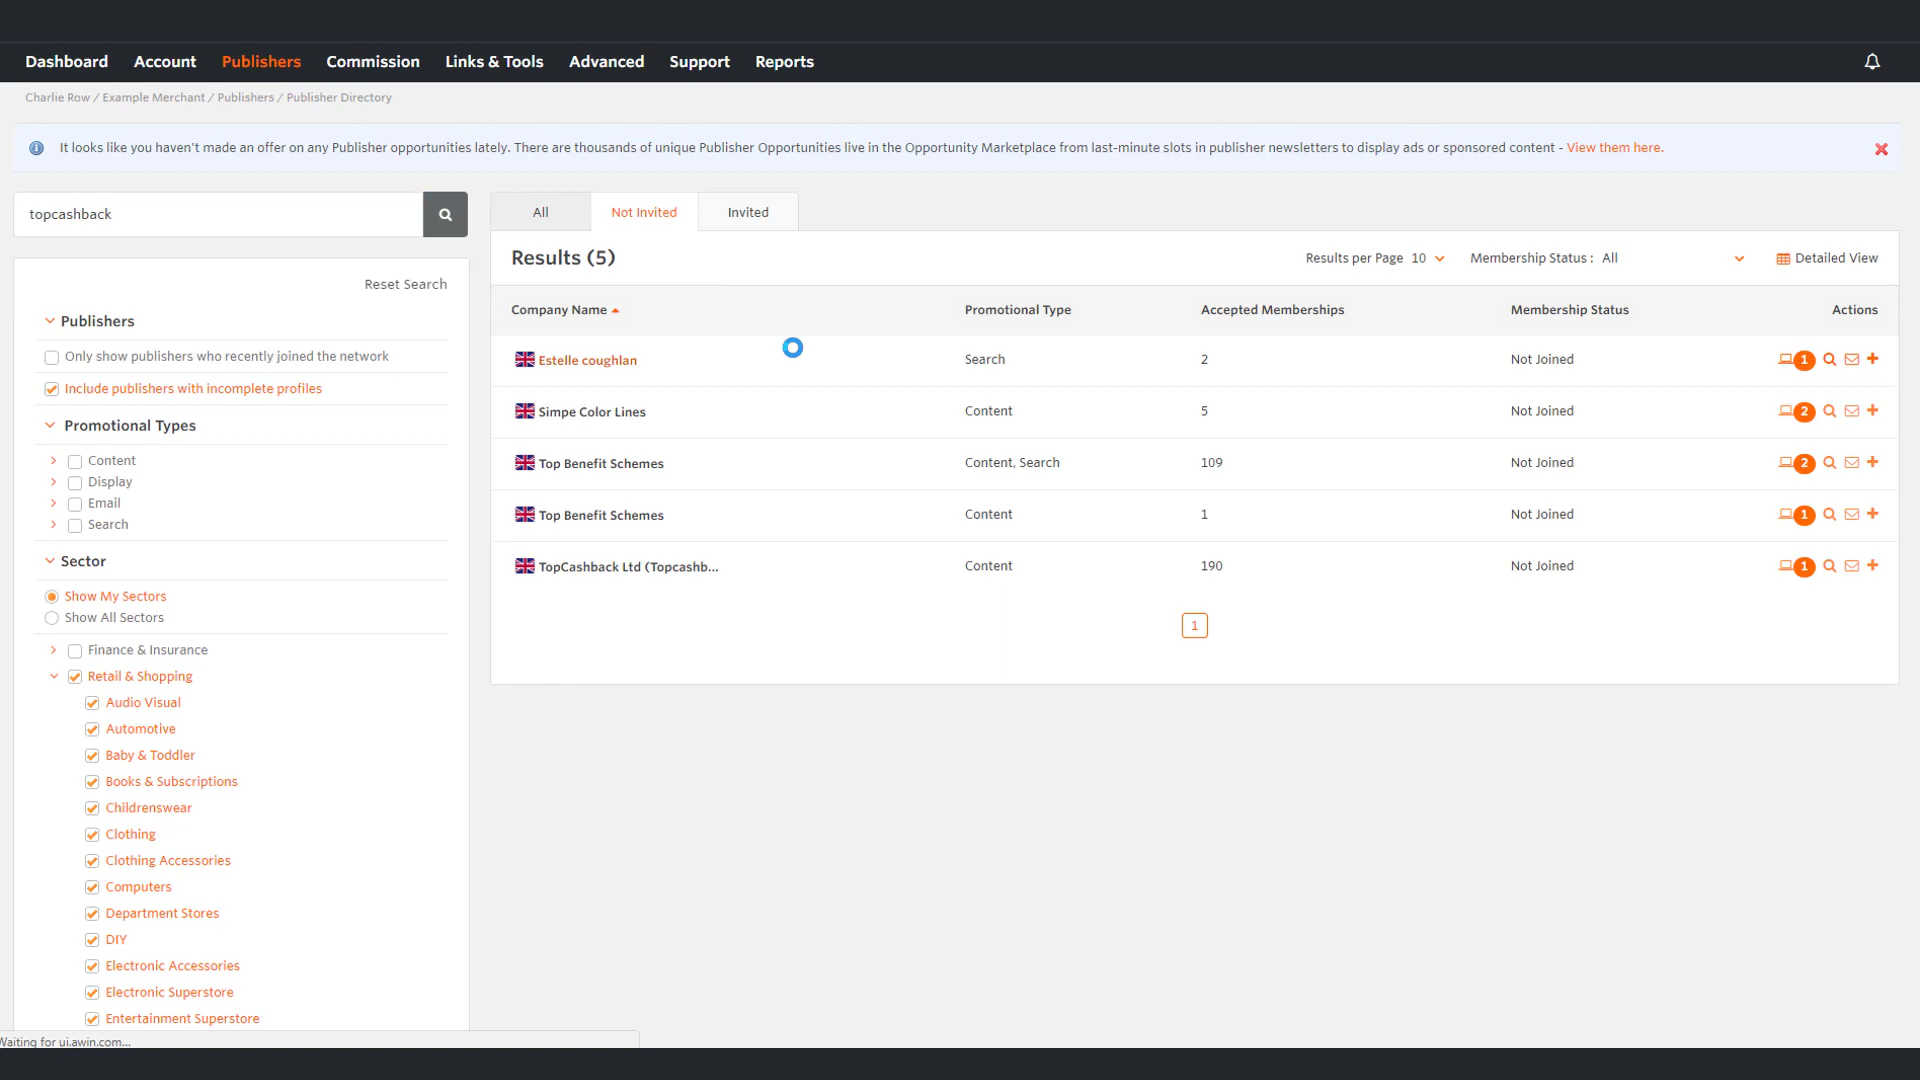 Dashboard Account Publishers Commission Links & Tools Advanced Support Reports
Charlie Row / Example Merchant / Publishers / Publisher Directory
It looks like you haven't made an offer on any Publisher opportunities lately. There are thousands of unique Publisher Opportunities live in the Opportunity Marketplace from last-minute slots in publisher newsletters to display ads or sponsored content - View them here.
topcashback
All Not Invited Invited
Reset Search
Publishers
Only show publishers who recently joined the network
Include publishers with incomplete profiles
Promotional Types
Content
Display
Email
Search
Sector
Show My Sectors
Show All Sectors
Finance & Insurance
Retail & Shopping
Audio Visual
Automotive
Baby & Toddler
Books & Subscriptions
Childrenswear
Clothing
Clothing Accessories
Computers
Department Stores
DIY
Electronic Accessories
Electronic Superstore
Entertainment Superstore
Results (5) Results per Page 10 Membership Status : All Detailed View
Company Name Promotional Type Accepted Memberships Membership Status Actions
Estelle coughlan Search 2 Not Joined 1
Simpe Color Lines Content 5 Not Joined 2
Top Benefit Schemes Content, Search 109 Not Joined 2
Top Benefit Schemes Content 1 Not Joined 1
TopCashback Ltd (Topcashb... Content 190 Not Joined 1
1
Waiting for ui.awin.com...